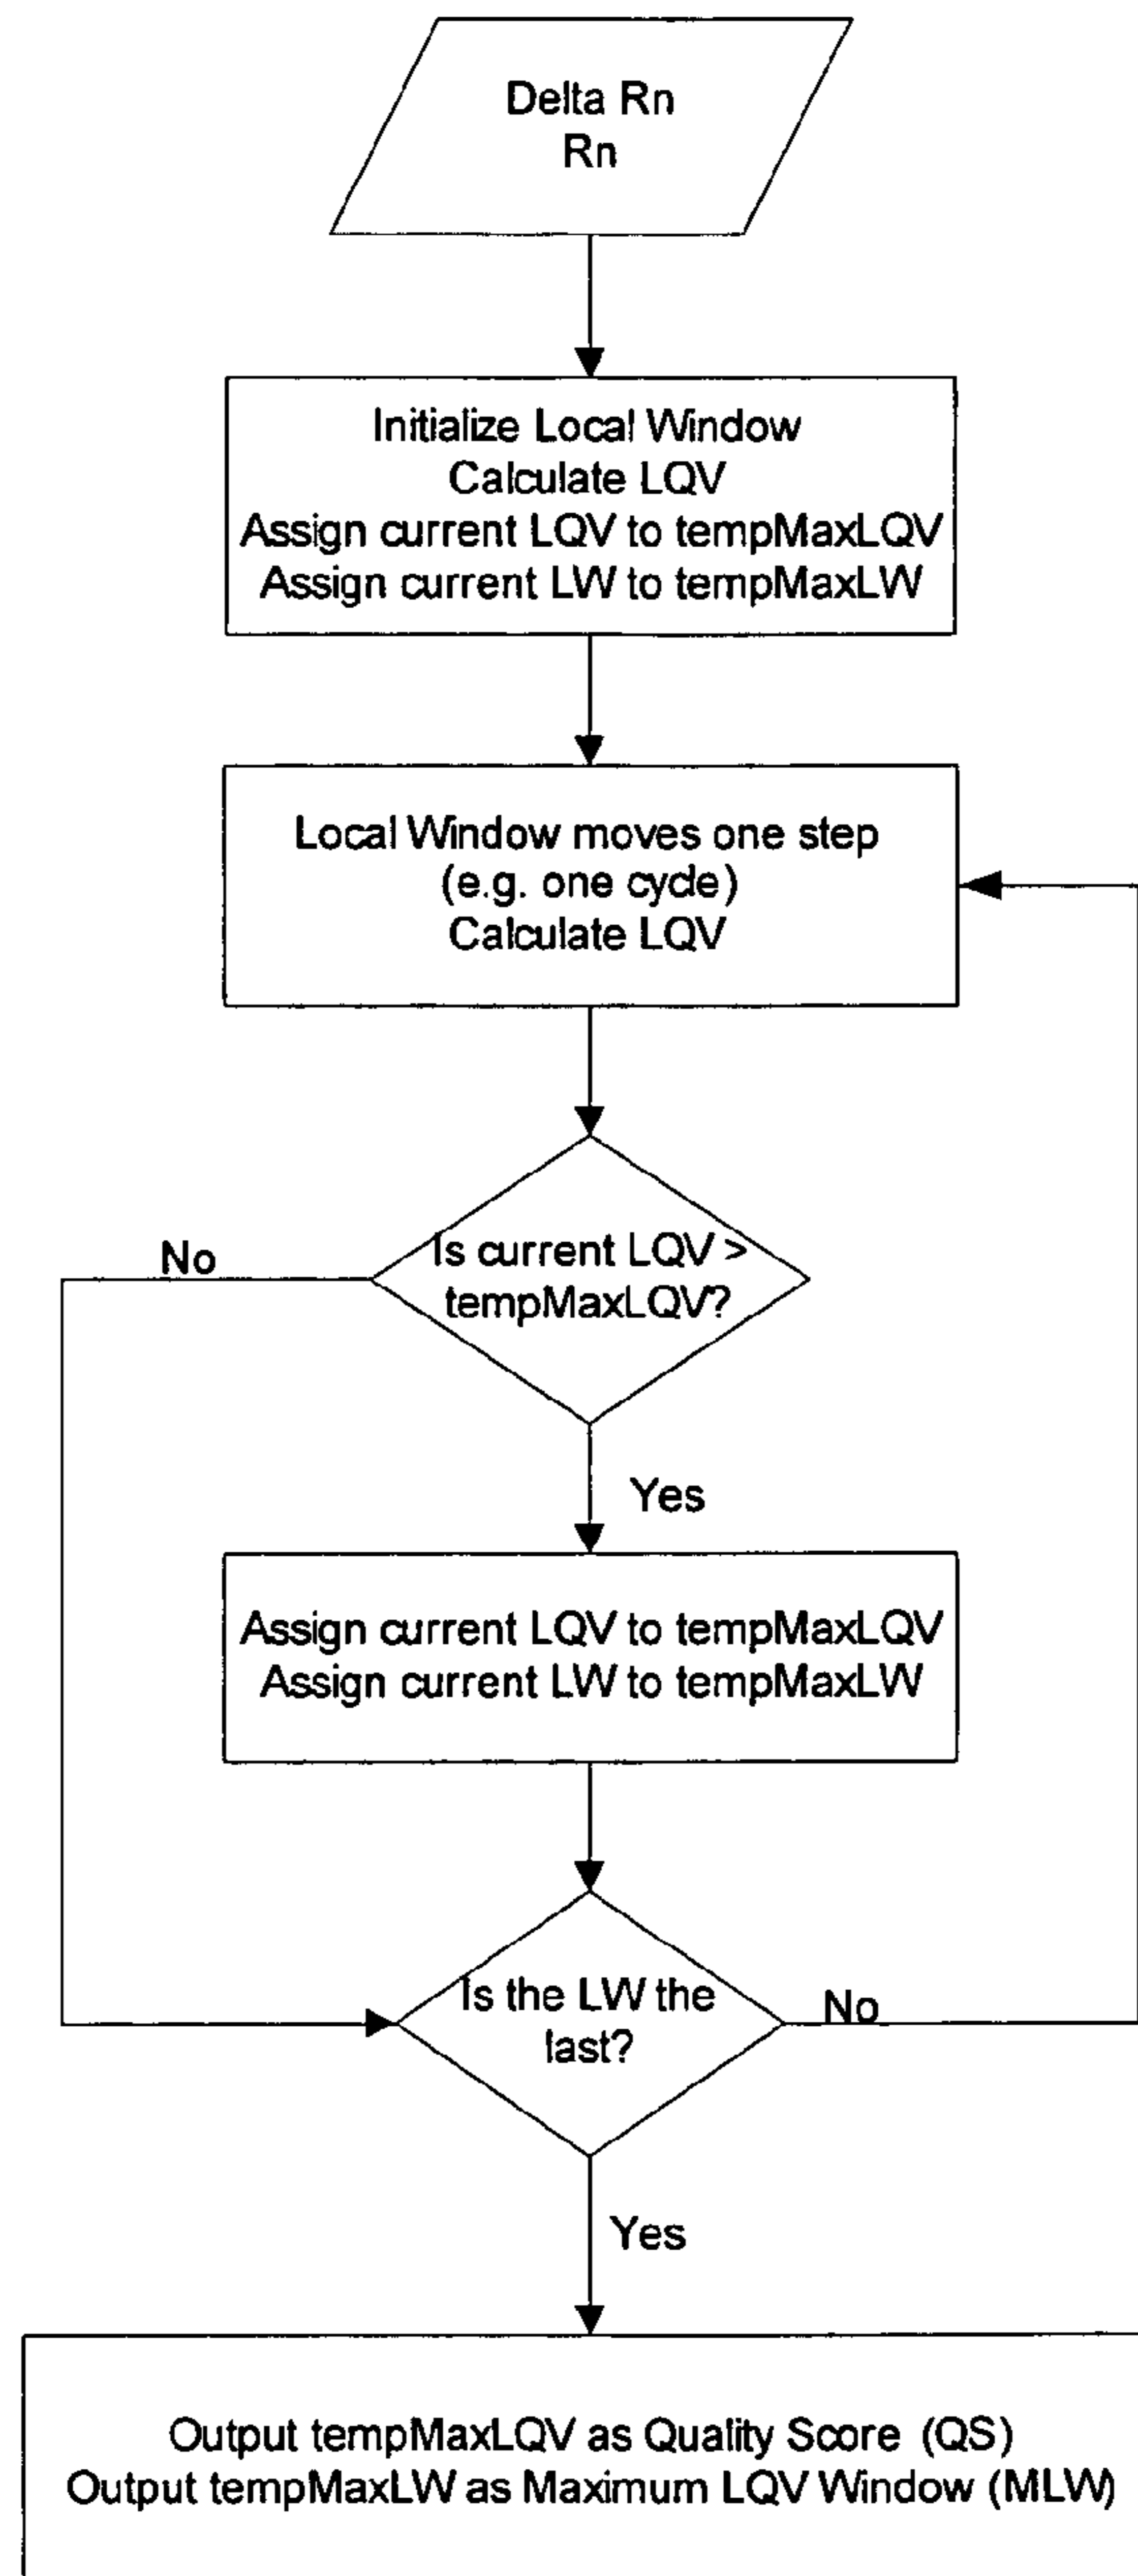 Delta Rn
Rn
Initialize Local Window
Calculate LQV
Assign current LQV to tempMaxLQV
Assign current LW to tempMaxLW
Local Window moves one step
(e.g. one cycle)
Calculate LQV
Is current LQV >
tempMaxLQV?
No
Yes
Assign current LQV to tempMaxLQV
Assign current LW to tempMaxLW
Is the LW the
last?
No
Yes
Output tempMaxLQV as Quality Score (QS)
Output tempMaxLW as Maximum LQV Window (MLW)